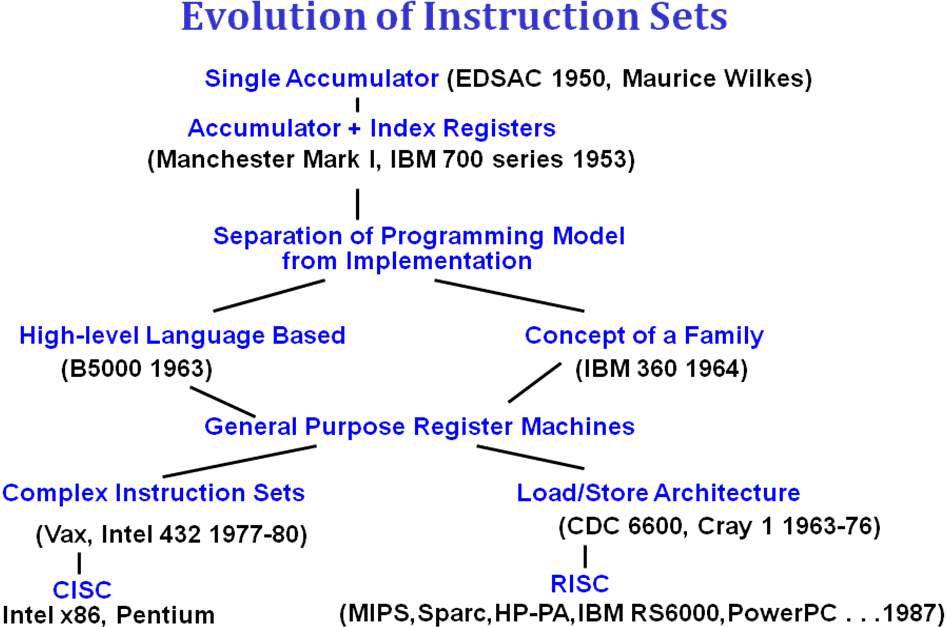 Evolution of Instruction Sets
Single Accumulator (EDSAC 1950, Maurice Wilkes)
Accumulator + Index Registers
(Manchester Mark I, IBM 700 series 1953)
Separation of Programming Model
from Implementation
High-level Language Based
Concept of a Family
(B5000 1963)
(IBM 360 1964)
General Purpose Register Machines
Complex Instruction Sets
Load/Store Architecture
(Vax, Intel 432 1977-80)
(CDC 6600, Cray 1 1963-76)
CISC
RISC
Intel x86, Pentium
(MIPS,Sparc,HP-PA,IBM RS6000,PowerPC . . .1987)